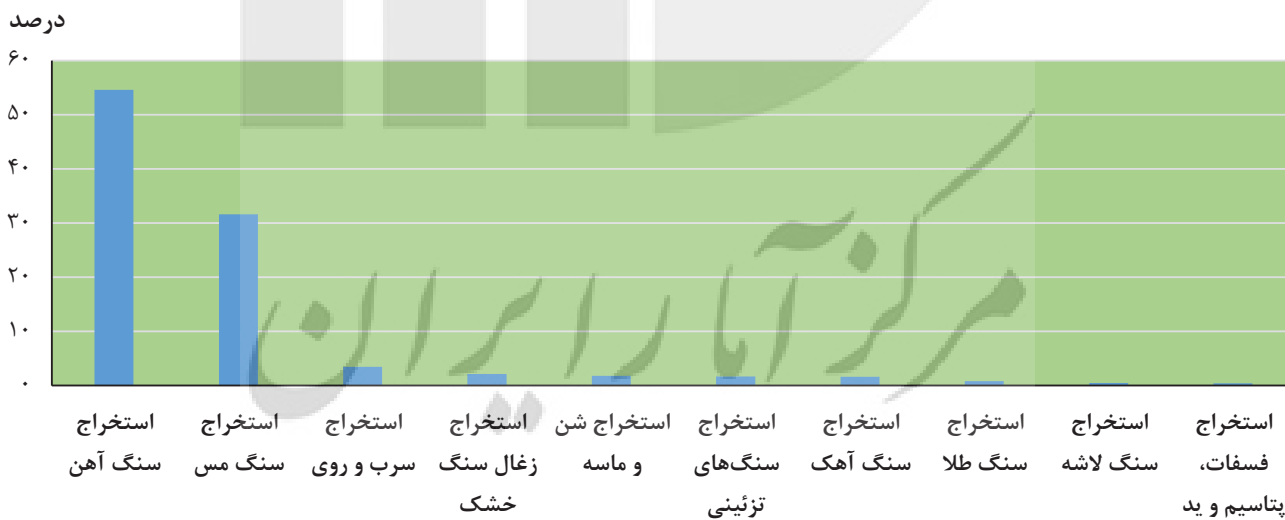 درصد
۶۰
۵۰
۴۰
۳۰
۲۰
۱۰
۰
استخراج سنگ آهن
استخراج سنگ مس
استخراج سرب و روی
استخراج زغال سنگ خشک
استخراج شن و ماسه
استخراج سنگ‌های تزئینی
استخراج سنگ آهک
استخراج سنگ طلا
استخراج سنگ لاشه
استخراج فسفات، پتاسیم و ید
مرکز آمار ایران